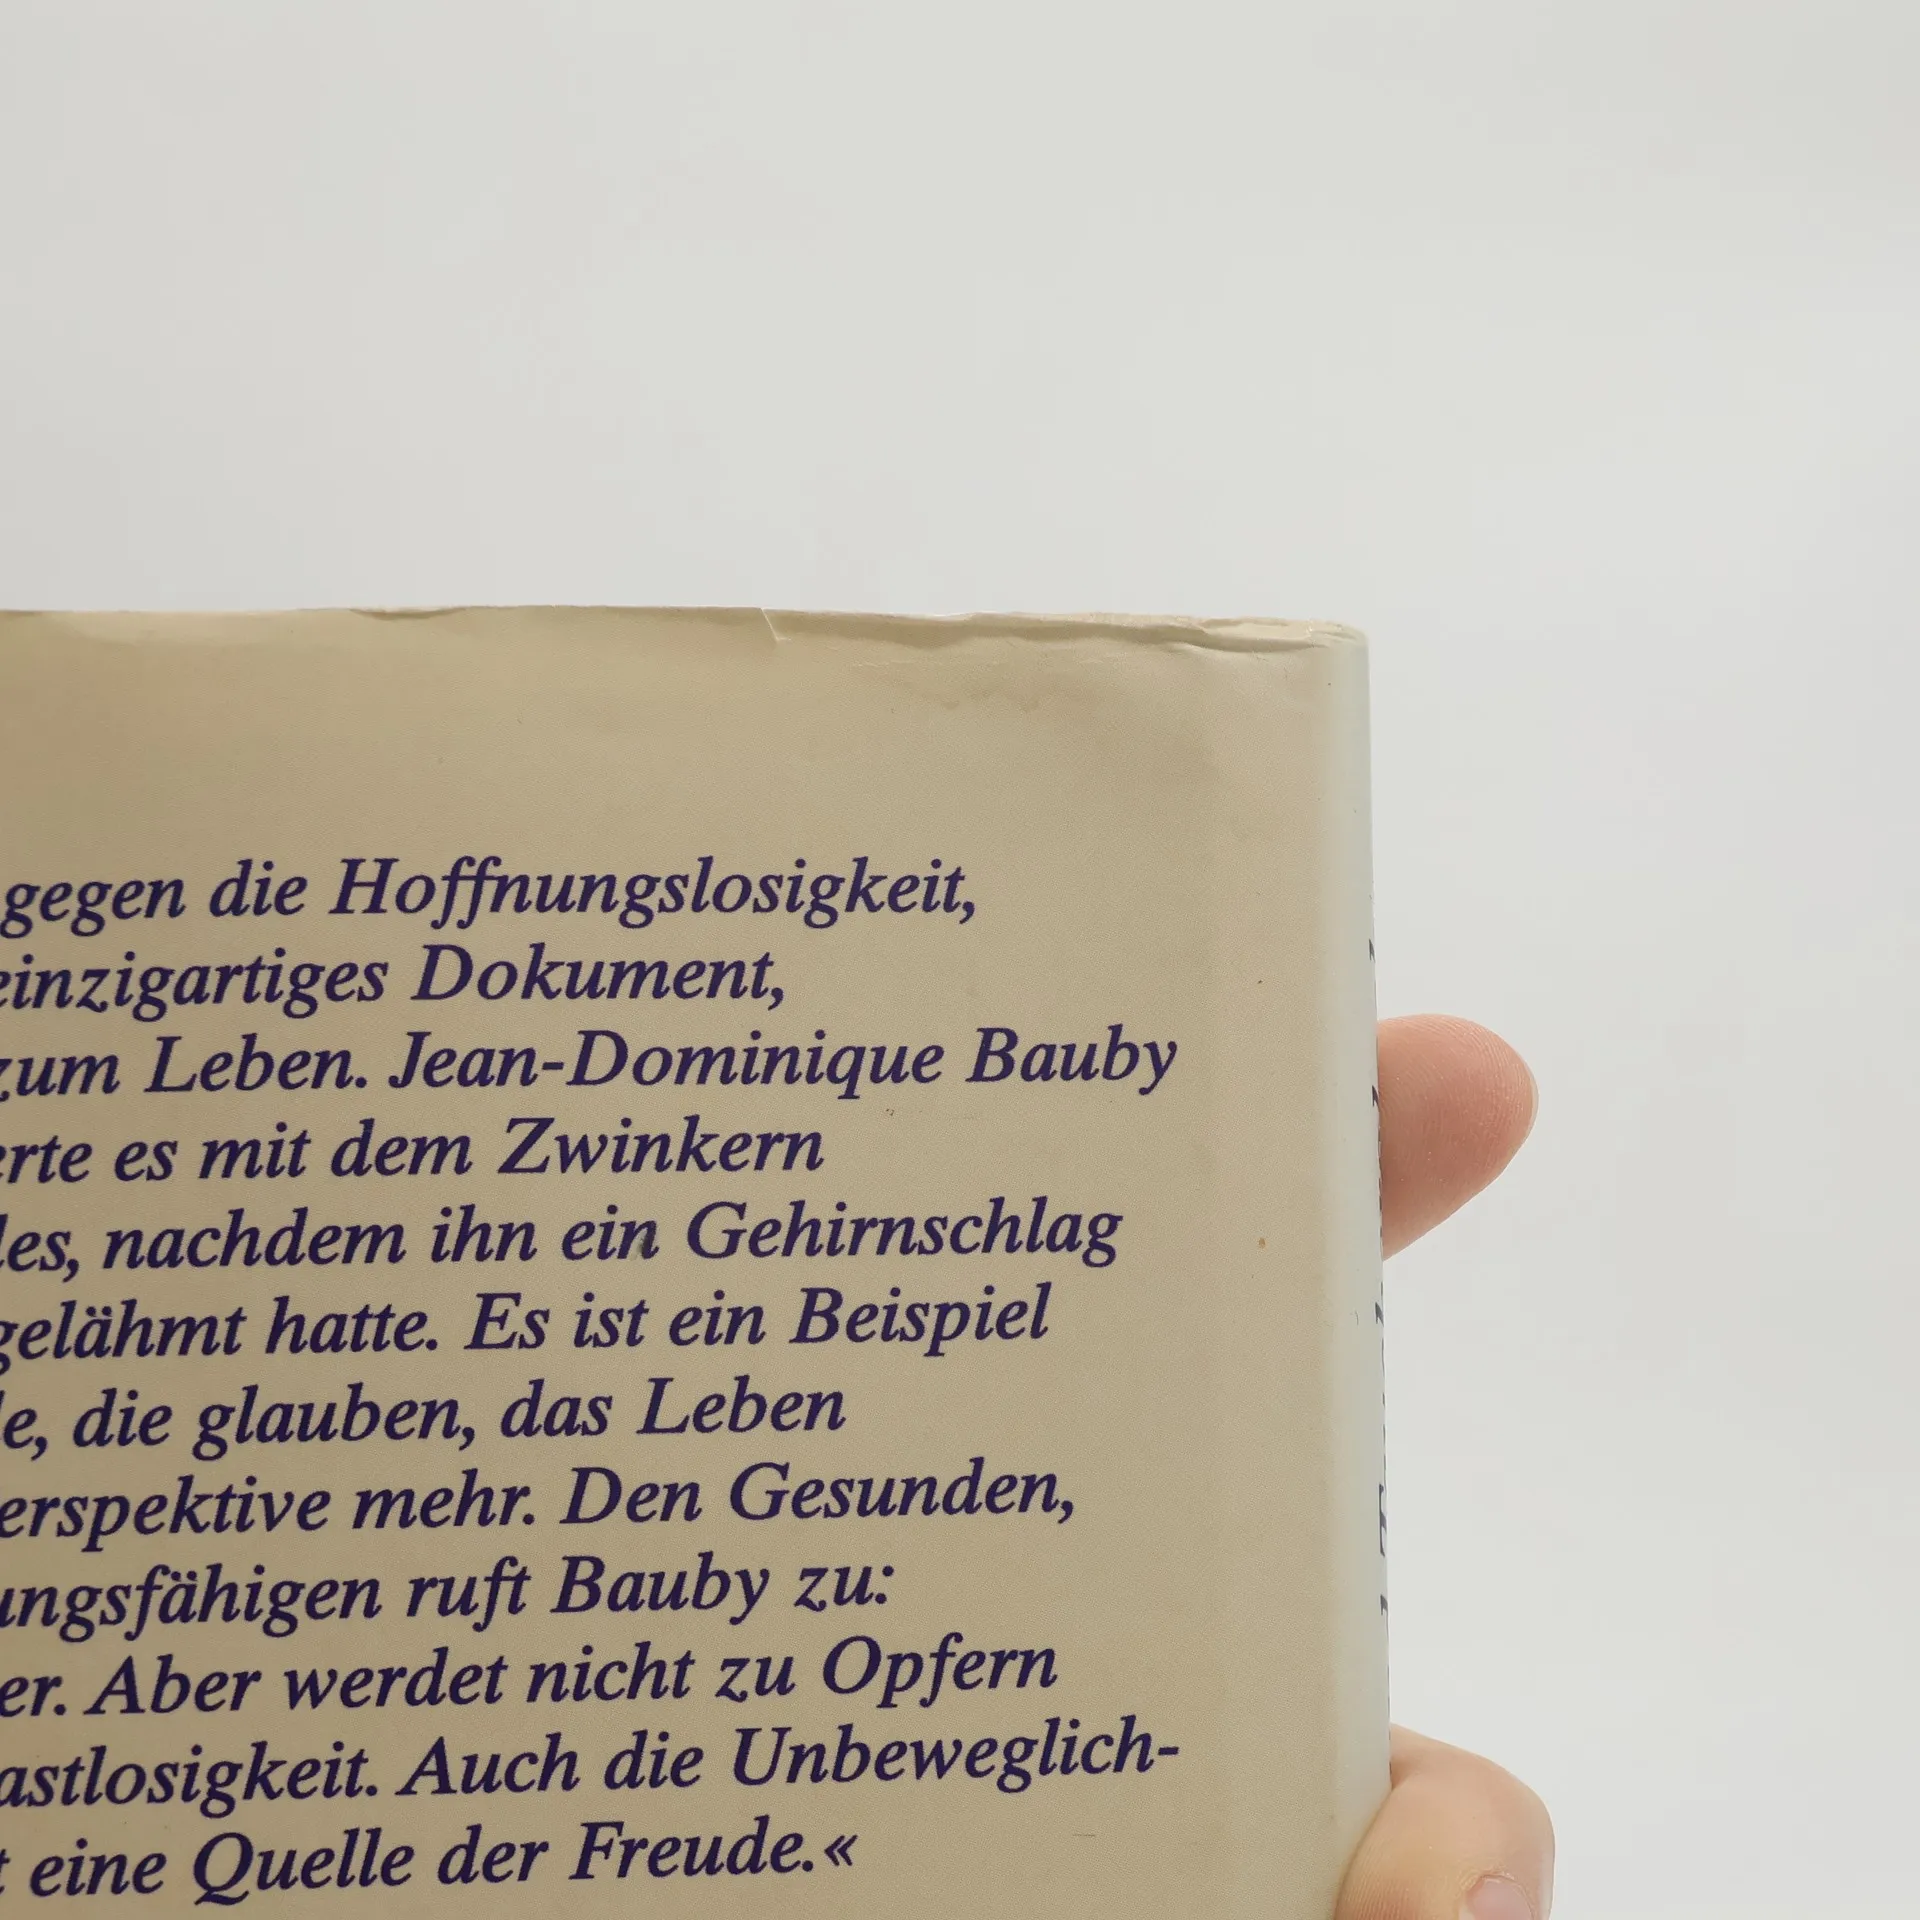 gegen die Hoffnungslosigkeit,
einzigartiges Dokument,
zum Leben. Jean-Dominique Bauby
erte es mit dem Zwinkern
les, nachdem ihn ein Gehirnschlag
gelähmt hatte. Es ist ein Beispiel
le, die glauben, das Leben
erspektive mehr. Den Gesunden,
ungsfähigen ruft Bauby zu:
er. Aber werdet nicht zu Opfern
astlosigkeit. Auch die Unbeweglich-
t eine Quelle der Freude.«